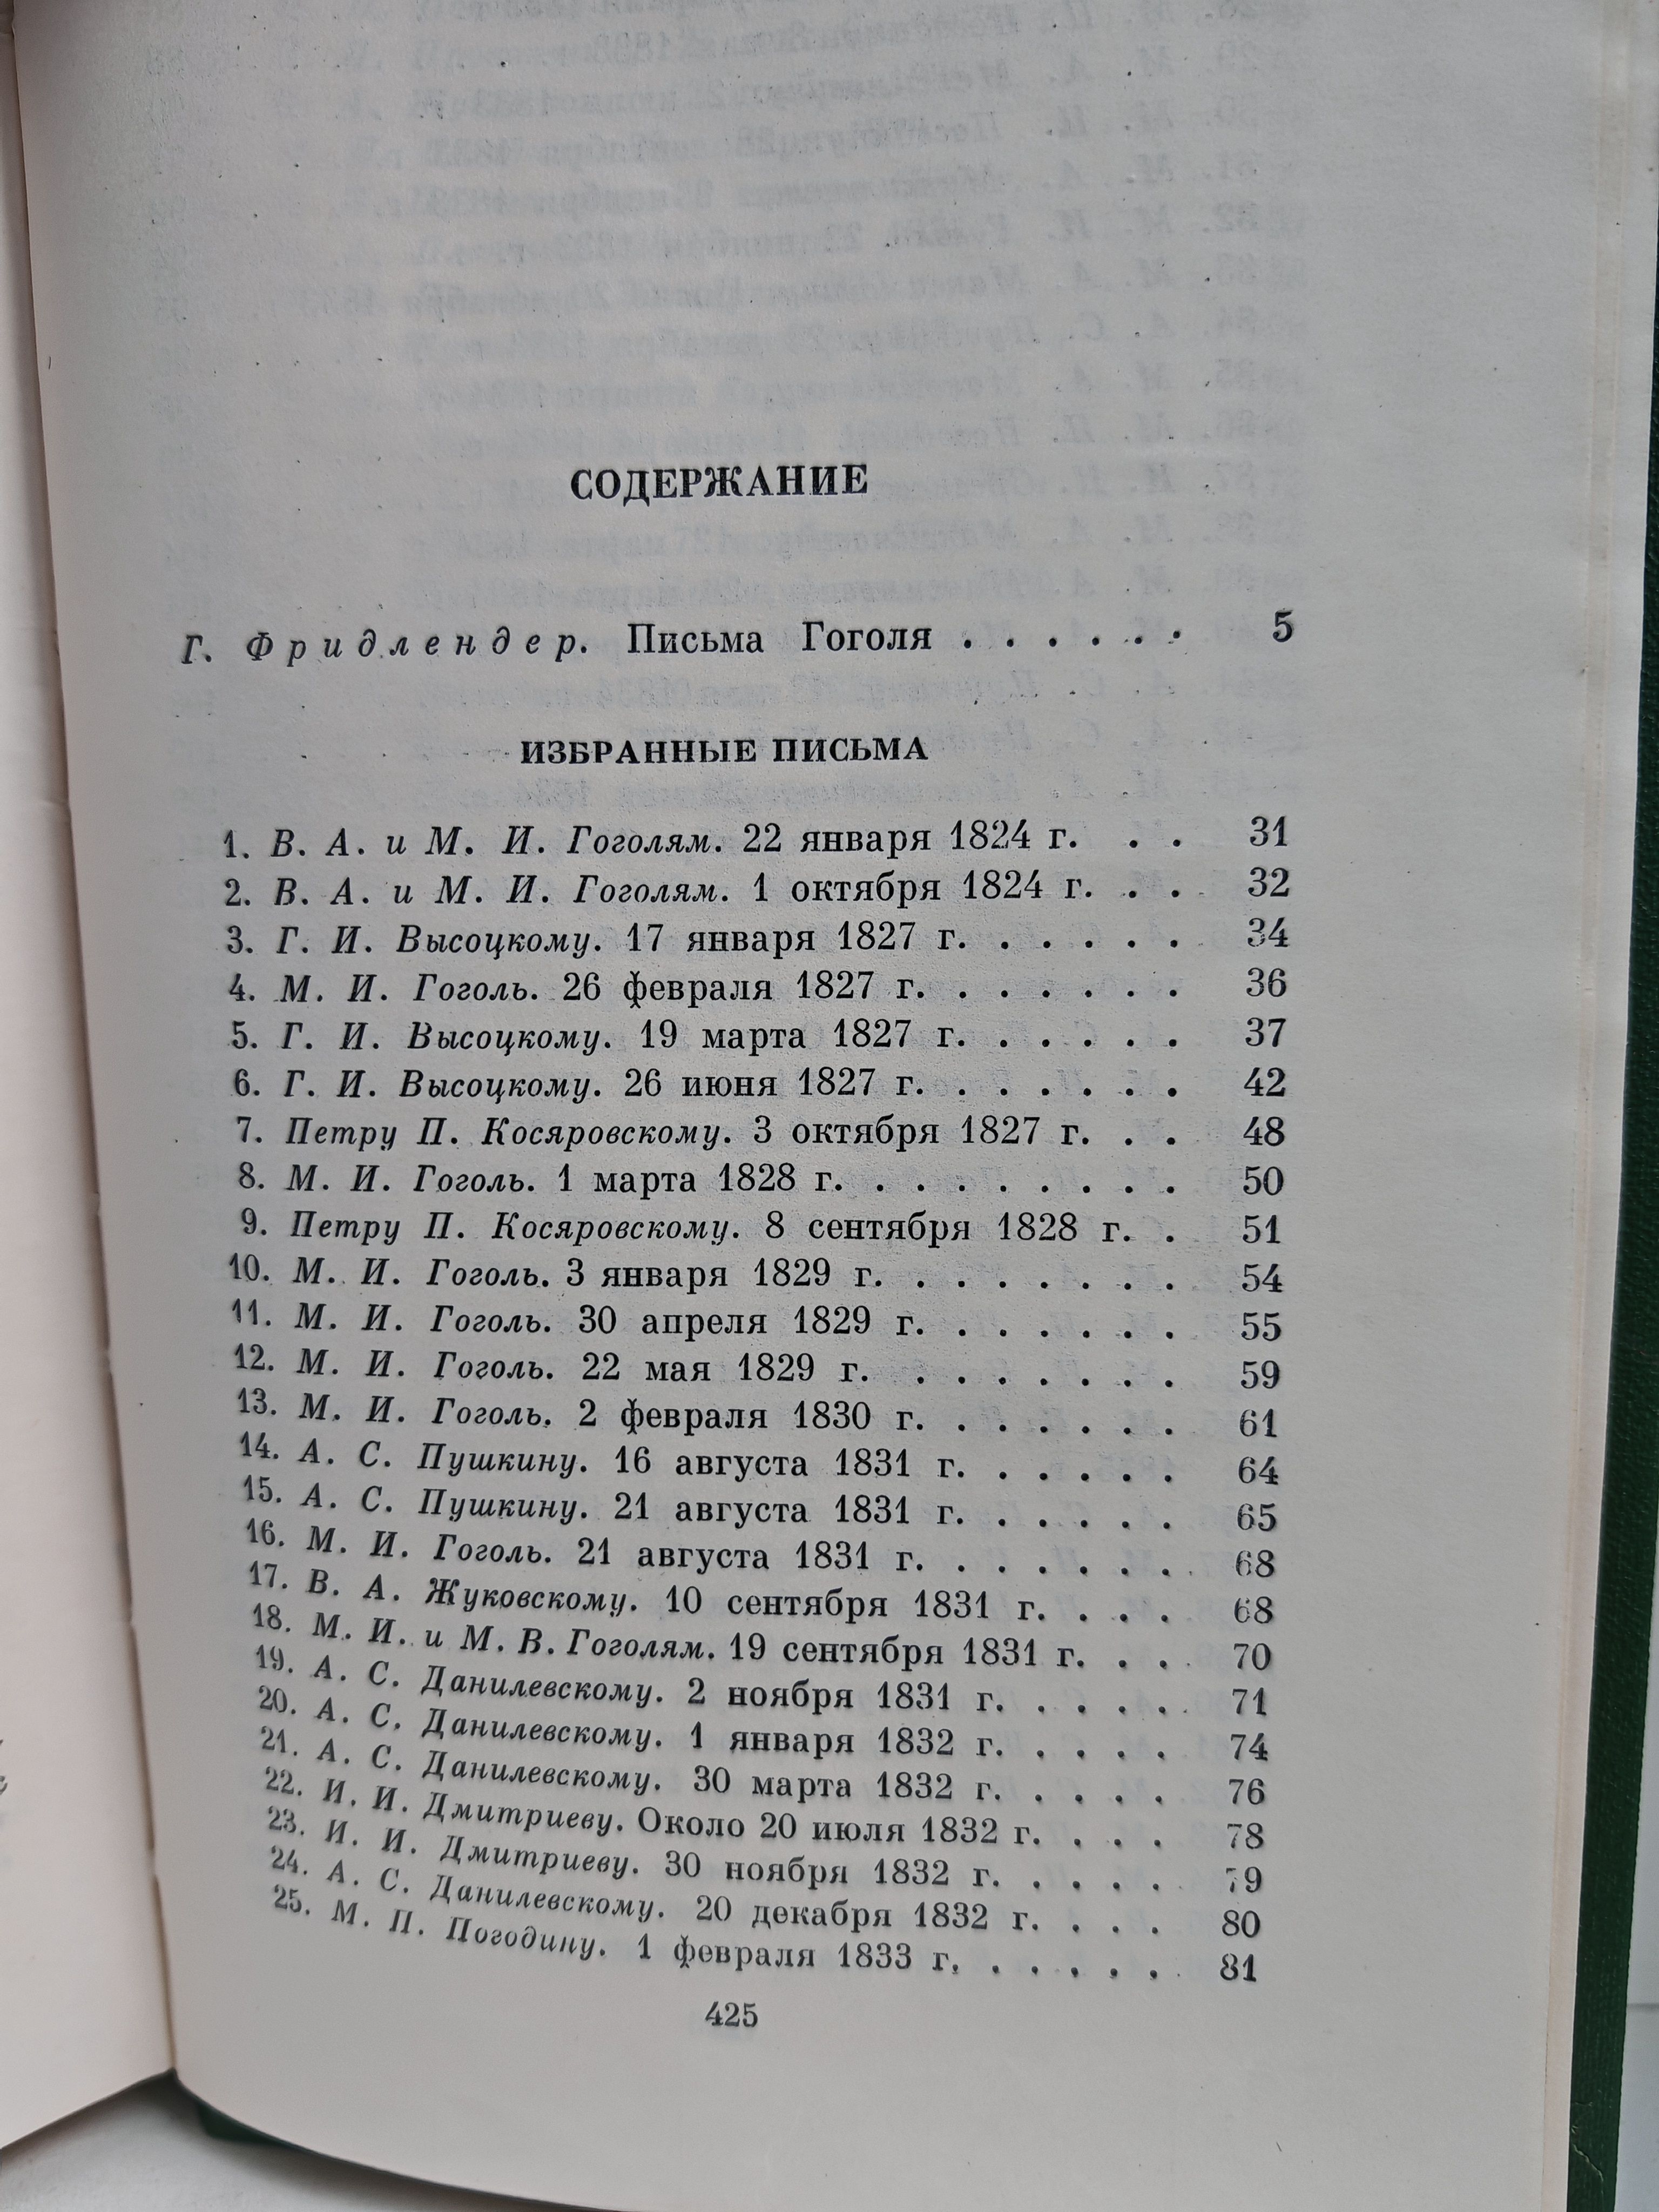 СОДЕРЖАНИЕ
Г. Фридлендер. Письма Гоголя . . . . . . 5
ИЗБРАННЫЕ ПИСЬМА
1. В. А. и М. И. Гоголям. 22 января 1824 г. . . 31
2. В. А. и М. И. Гоголям. 1 октября 1824 г. . . 32
3. Г. И. Высоцкому. 17 января 1827 г. . . . . . 34
4. М. И. Гоголь. 26 февраля 1827 г. . . . . . . 36
5. Г. И. Высоцкому. 19 марта 1827 г. . . . . . 37
6. Г. И. Высоцкому. 26 июня 1827 г. . . . . . . 42
7. Петру П. Косяровскому. 3 октября 1827 г. . . 48
8. М. И. Гоголь. 1 марта 1828 г. . . . . . . . . 50
9. Петру П. Косяровскому. 8 сентября 1828 г. . 51
10. М. И. Гоголь. 3 января 1829 г. . . . . . . . 54
11. М. И. Гоголь. 30 апреля 1829 г. . . . . . . 55
12. М. И. Гоголь. 22 мая 1829 г. . . . . . . . 59
13. М. И. Гоголь. 2 февраля 1830 г. . . . . . . 61
14. А. С. Пушкину. 16 августа 1831 г. . . . . . 64
15. А. С. Пушкину. 21 августа 1831 г. . . . . . 65
16. М. И. Гоголь. 21 августа 1831 г. . . . . . . 68
17. В. А. Жуковскому. 10 сентября 1831 г. . . . 68
18. М. И. и М. В. Гоголям. 19 сентября 1831 г. . . . 70
19. А. С. Данилевскому. 2 ноября 1831 г. . . . . . 71
20. А. С. Данилевскому. 1 января 1832 г. . . . . 74
21. А. С. Данилевскому. 30 марта 1832 г. . . . . 76
22. И. И. Дмитриеву. Около 20 июля 1832 г. . . . 78
23. И. И. Дмитриеву. 30 ноября 1832 г. . . . . 79
24. А. С. Данилевскому. 20 декабря 1832 г. . . . 80
25. М. П. Погодину. 1 февраля 1833 г. . . . . . 81
425